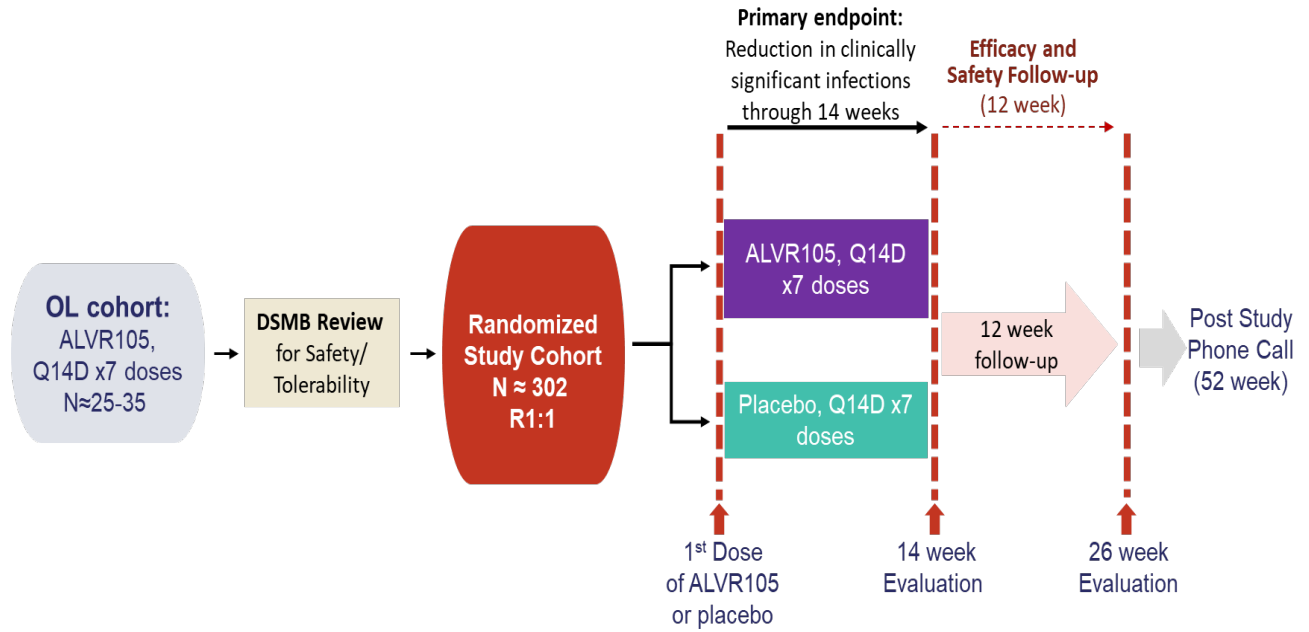 Primary endpoint:
Reduction in clinically
significant infections
through 14 weeks
Efficacy and
Safety Follow-up
(12 week)
OL cohort:
ALVR105,
Q14D x7 doses
N≈25-35
DSMB Review
for Safety/
Tolerability
Randomized
Study Cohort
N ≈ 302
R1:1
ALVR105, Q14D
x7 doses
Placebo, Q14D x7
doses
12 week
follow-up
Post Study
Phone Call
(52 week)
1st Dose
of ALVR105
or placebo
14 week
Evaluation
26 week
Evaluation